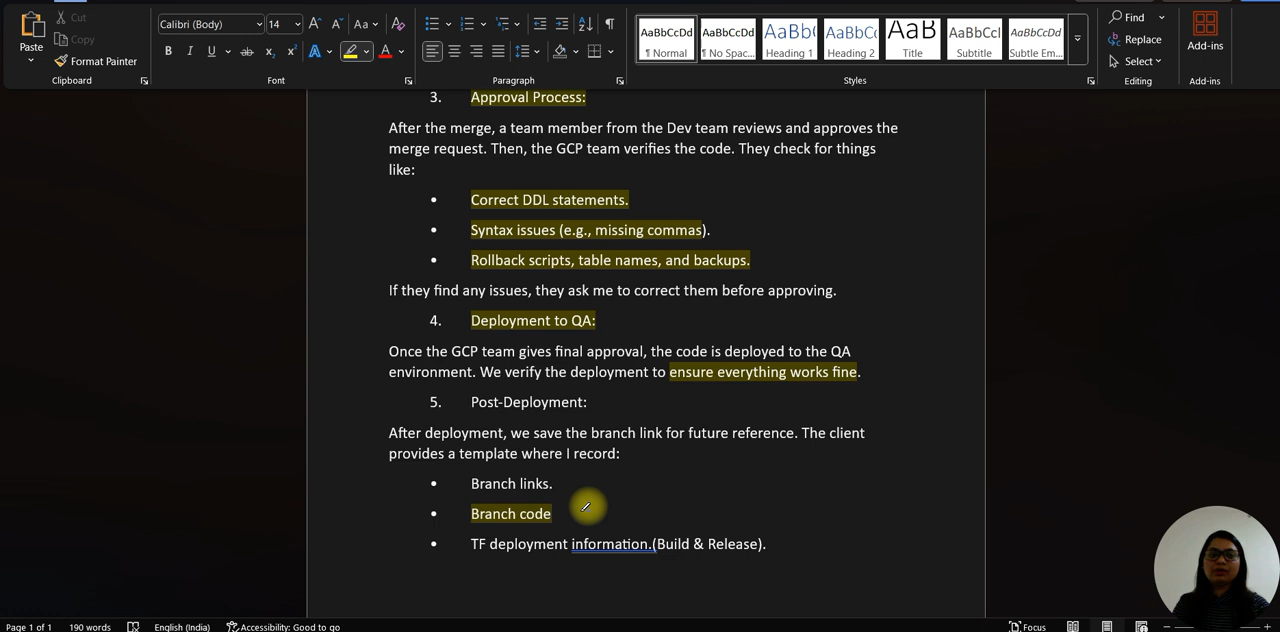 Calibri (Body)
14
Aa
Paste
Cut
Copy
Format Painter
Clipboard
B I U ab x₂ x² A A
Font
Paragraph
AaBbCcDd
¶ Normal
AaBbCcDd
¶ No Spac...
AaBb(
Heading 1
AaBbC(
Heading 2
AaB
Title
AaBbCcl
Subtitle
AaBbCcDd
Subtle Em...
Styles
Find
Replace
Select
Editing
Add-ins
Add-ins
3. Approval Process:
After the merge, a team member from the Dev team reviews and approves the
merge request. Then, the GCP team verifies the code. They check for things
like:
• Correct DDL statements.
• Syntax issues (e.g., missing commas).
• Rollback scripts, table names, and backups.
If they find any issues, they ask me to correct them before approving.
4. Deployment to QA:
Once the GCP team gives final approval, the code is deployed to the QA
environment. We verify the deployment to ensure everything works fine.
5. Post-Deployment:
After deployment, we save the branch link for future reference. The client
provides a template where I record:
• Branch links.
• Branch code
• TF deployment information.(Build & Release).
Page 1 of 1 190 words English (India) Accessibility: Good to go Focus